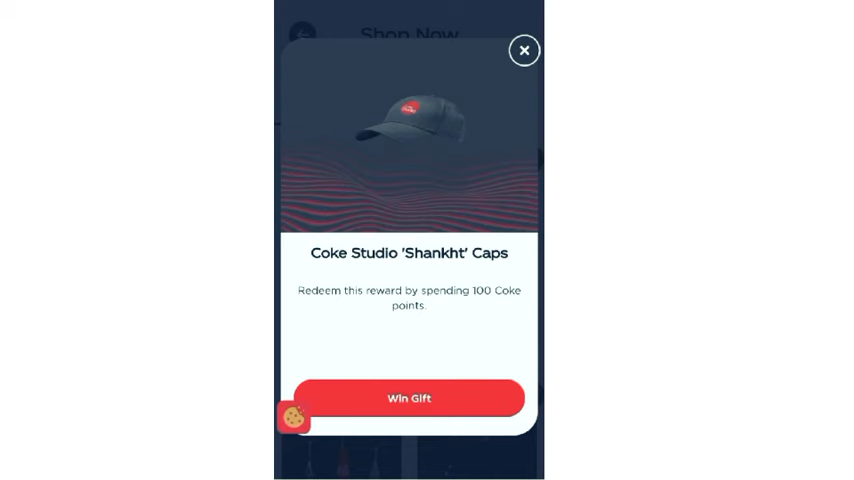 Shop Now
Coke Studio 'Shankht' Caps
Redeem this reward by spending 100 Coke
points.
Win Gift